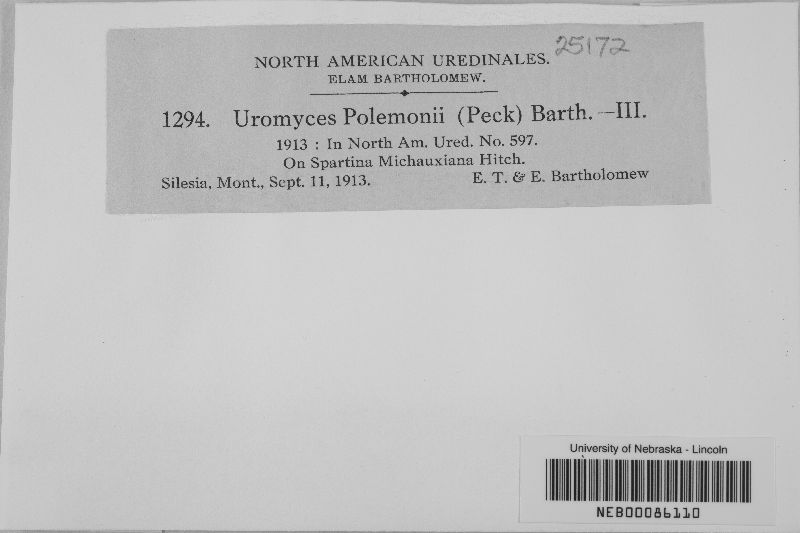 25172
NORTH AMERICAN UREDINALES.
ELAM BARTHOLOMEW.
1294. Uromyces Polemonii (Peck) Barth.—III.
1913 : In North Am. Ured. No. 597.
On Spartina Michauxiana Hitch.
Silesia, Mont., Sept. 11, 1913. E. T. & E. Bartholomew
University of Nebraska - Lincoln
NEB00086110